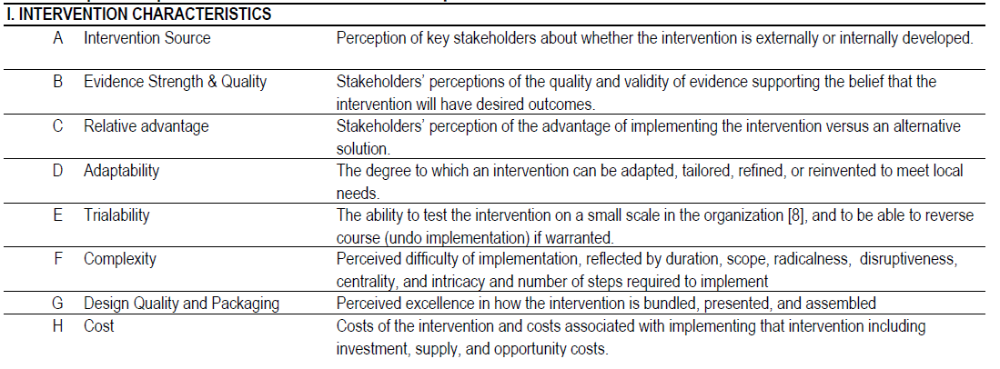 I. INTERVENTION CHARACTERISTICS
A Intervention Source Perception of key stakeholders about whether the intervention is externally or internally developed.
B Evidence Strength & Quality Stakeholders’ perceptions of the quality and validity of evidence supporting the belief that the
intervention will have desired outcomes.
C Relative advantage Stakeholders’ perception of the advantage of implementing the intervention versus an alternative
solution.
D Adaptability The degree to which an intervention can be adapted, tailored, refined, or reinvented to meet local
needs.
E Trialability The ability to test the intervention on a small scale in the organization [8], and to be able to reverse
course (undo implementation) if warranted.
F Complexity Perceived difficulty of implementation, reflected by duration, scope, radicalness, disruptiveness,
centrality, and intricacy and number of steps required to implement
G Design Quality and Packaging Perceived excellence in how the intervention is bundled, presented, and assembled
H Cost Costs of the intervention and costs associated with implementing that intervention including
investment, supply, and opportunity costs.